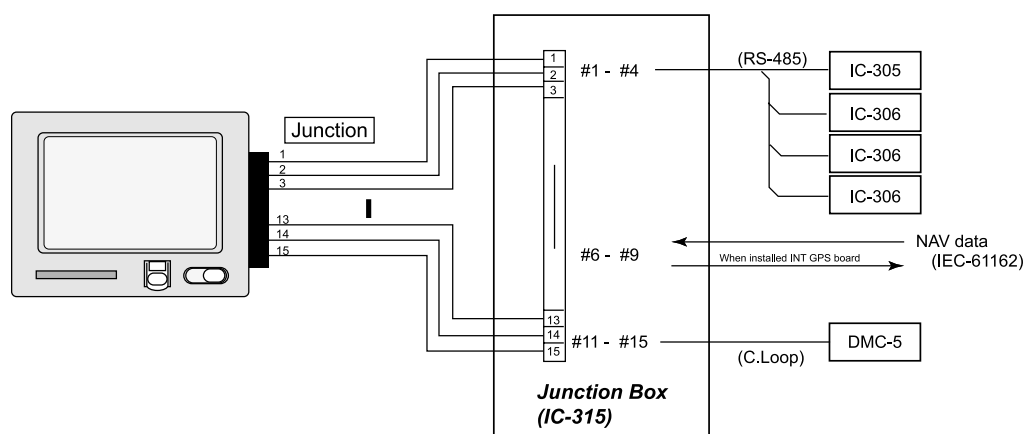 Junction
1
2
3
13
14
15
1
2
3
13
14
15
#1 - #4
#6 - #9
#11 - #15
Junction Box
(IC-315)
(RS-485)
IC-305
IC-306
IC-306
IC-306
NAV data
(IEC-61162)
When installed INT GPS board
(C.Loop)
DMC-5